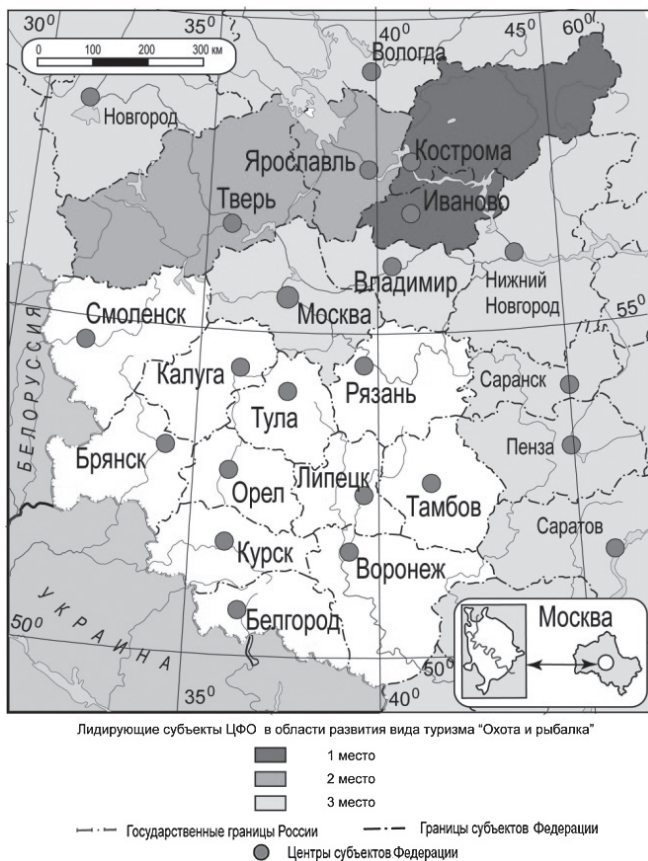 30⁰ 35⁰ 40⁰ 45⁰ 60⁰
0 100 200 300 км
Вологда
Новгород
Ярославль
Кострома
Тверь
Иваново
Владимир
Нижний
Новгород
Москва
Смоленск
55⁰
БЕЛОРУССИЯ
Калуга
Рязань
Саранск
Тула
Брянск
Пенза
Орел
Липецк
Тамбов
Саратов
Курск
Воронеж
УКРАИНА
Белгород
Москва
50⁰
50⁰
35⁰
40⁰
Лидирующие субъекты ЦФО в области развития вида туризма "Охота и рыбалка"
1 место
2 место
3 место
Государственные границы России
Границы субъектов Федерации
Центры субъектов Федерации